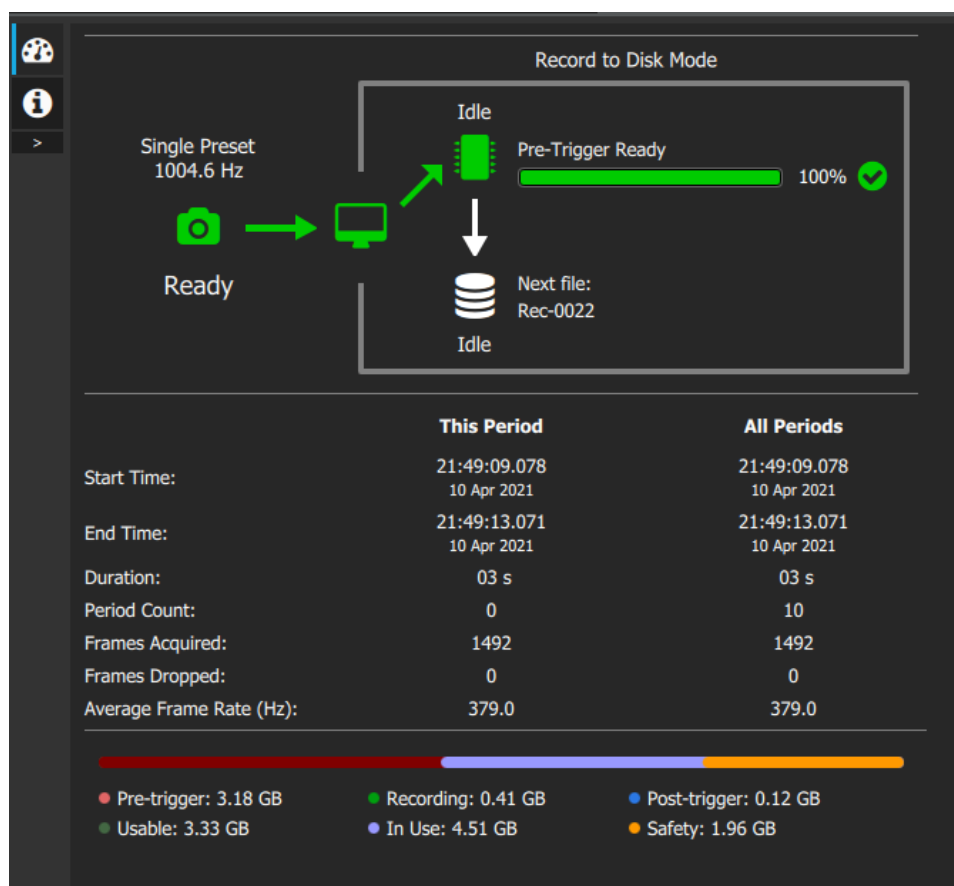 Record to Disk Mode
>
Single Preset
1004.6 Hz
Ready
Idle
Pre-Trigger Ready
100%
Next file:
Rec-0022
Idle
This Period All Periods
Start Time: 21:49:09.078 21:49:09.078
10 Apr 2021 10 Apr 2021
End Time: 21:49:13.071 21:49:13.071
10 Apr 2021 10 Apr 2021
Duration: 03 s 03 s
Period Count: 0 10
Frames Acquired: 1492 1492
Frames Dropped: 0 0
Average Frame Rate (Hz): 379.0 379.0
Pre-trigger: 3.18 GB Recording: 0.41 GB Post-trigger: 0.12 GB
Usable: 3.33 GB In Use: 4.51 GB Safety: 1.96 GB